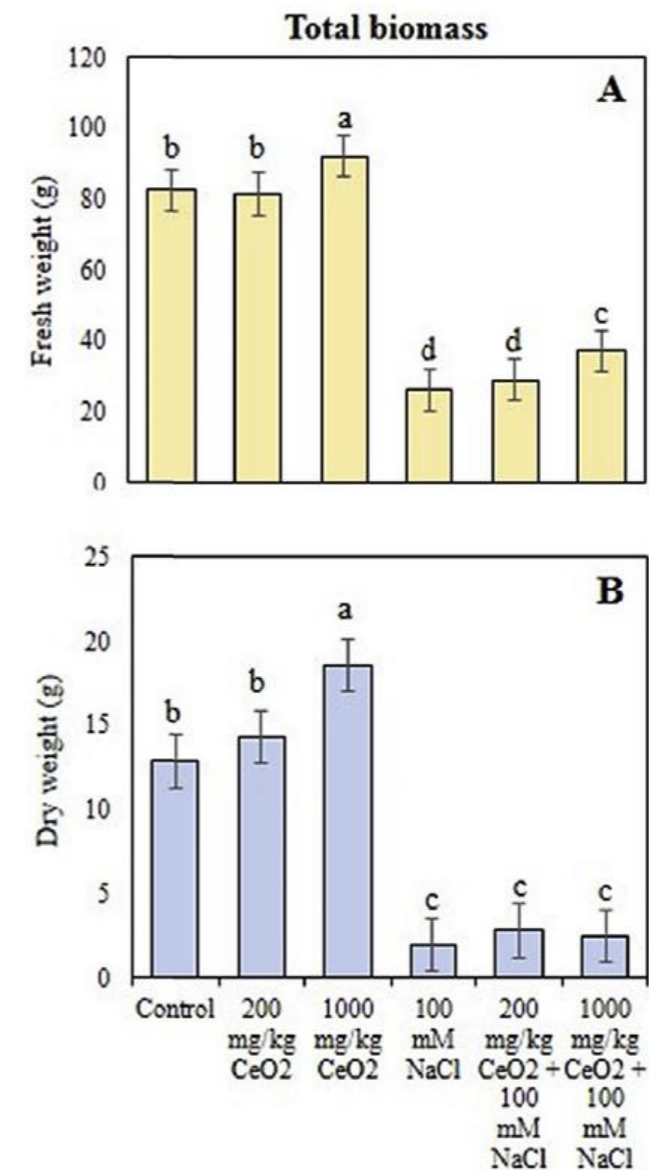 Total biomass
A
Fresh weight (g)
120
100
80
60
40
20
0
b
b
a
d
d
c
B
Dry weight (g)
25
20
15
10
5
0
b
b
a
c
c
c
Control
200
mg/kg
CeO2
1000
mg/kg
CeO2
100
mM
NaCl
200
mg/kg
CeO2 +
100
mM
NaCl
1000
mg/kg
CeO2 +
100
mM
NaCl